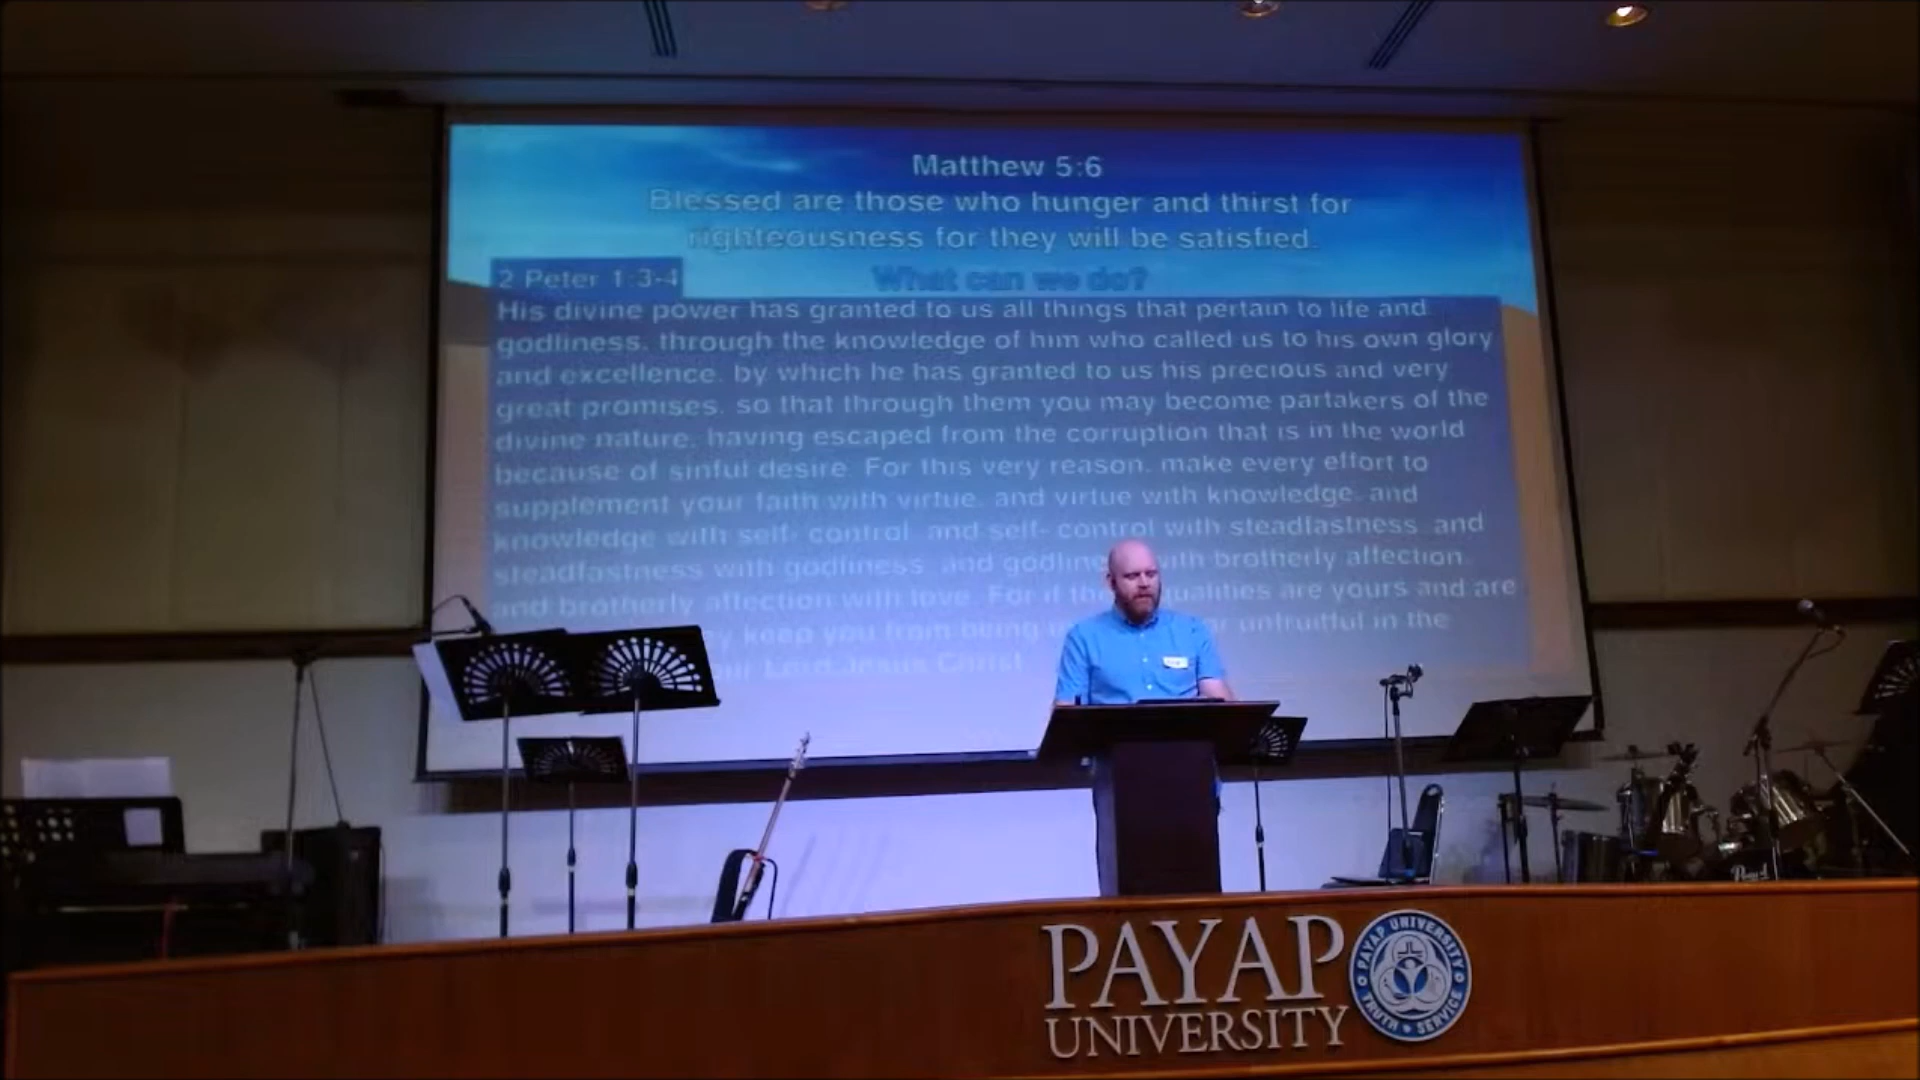 Matthew 5:6
Blessed are those who hunger and thirst for
righteousness for they will be satisfied.
What can we do?
2 Peter 1:3-4
His divine power has granted to us all things that pertain to life and
godliness, through the knowledge of him who called us to his own glory
and excellence, by which he has granted to us his precious and very
great promises, so that through them you may become partakers of the
divine nature, having escaped from the corruption that is in the world
because of sinful desire. For this very reason, make every effort to
supplement your faith with virtue, and virtue with knowledge, and
knowledge with self- control, and self- control with steadfastness, and
steadfastness with godliness, and godline with brotherly affection,
and brotherly affection with love. For if th ualities are yours and are
y keep you from being or unfruitful in the
our Lord Jesus Christ
PAYAP
UNIVERSITY
PAYAP UNIVERSITY
TRUTH SERVICE
Pearl